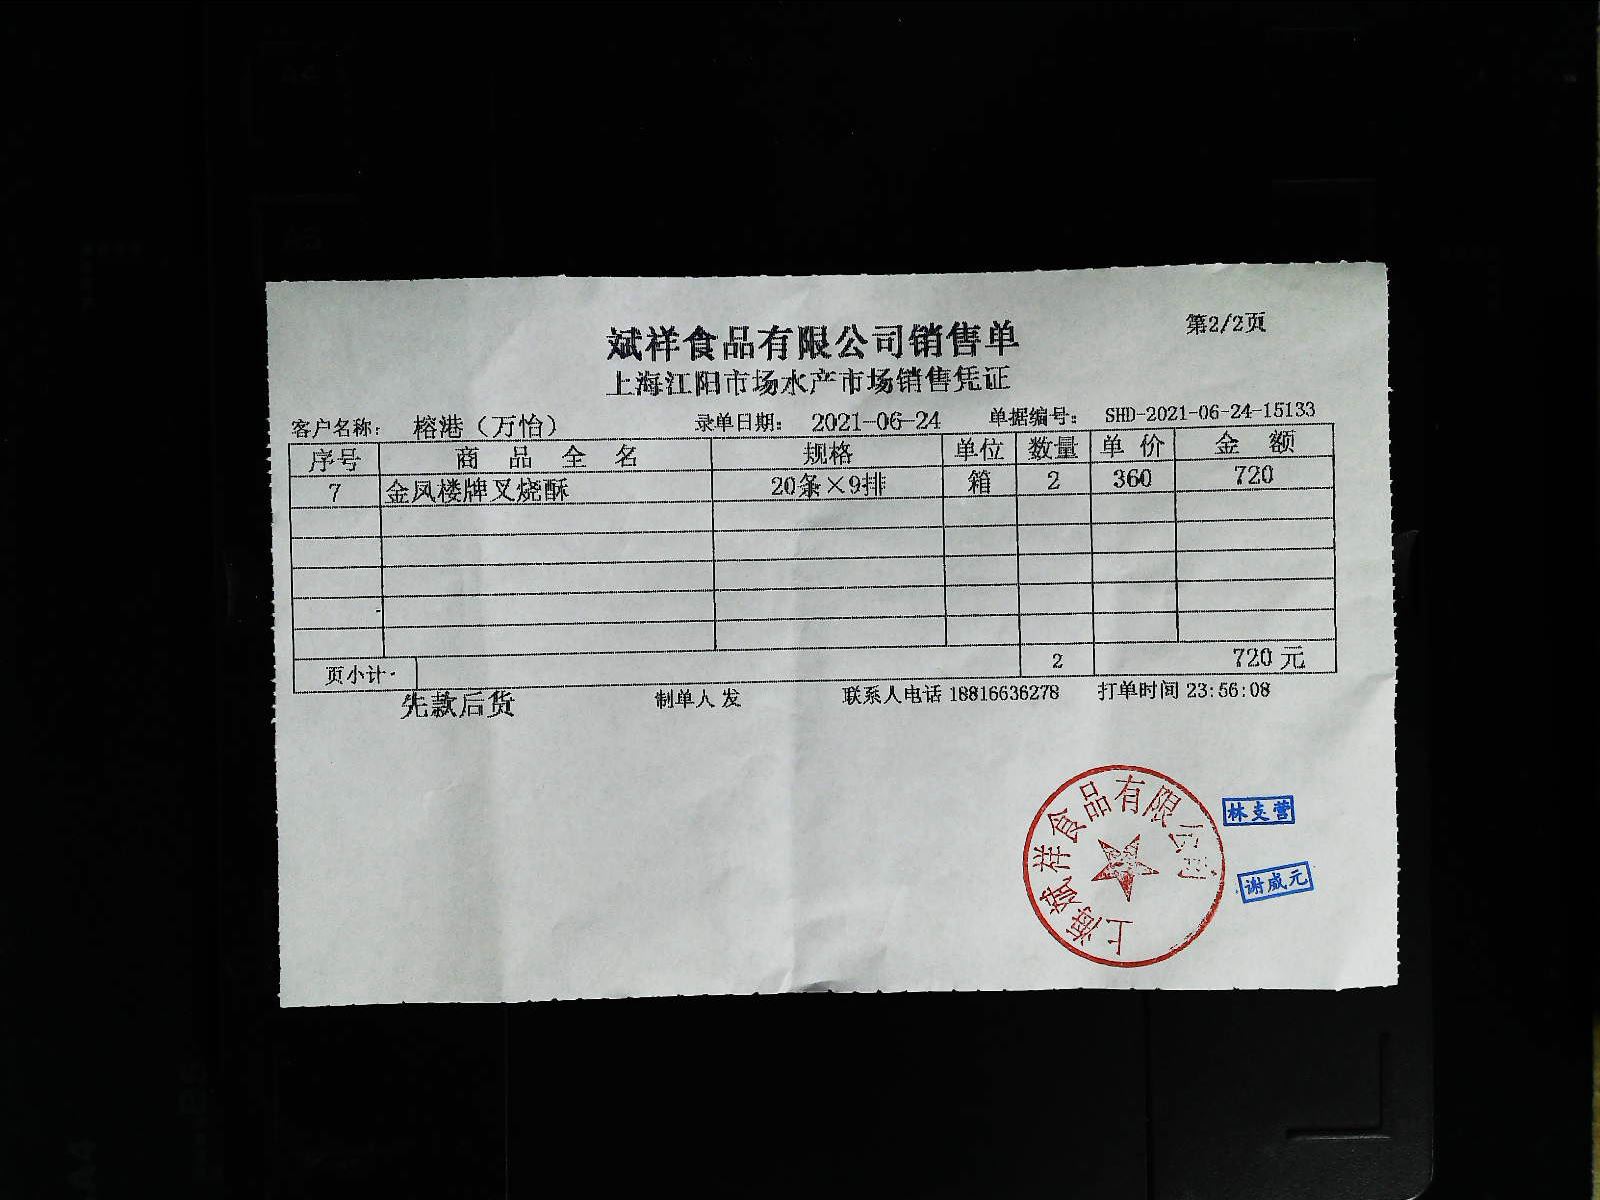 第2/2页
斌祥食品有限公司销售单
上海江阳市场水产市场销售凭证
客户名称： 榕港（万怡） 录单日期： 2021-06-24 单据编号： SHD-2021-06-24-15133
序号 商品全名 规格 单位 数量 单价 金额
7 金凤楼牌叉烧酥 20条×9排 箱 2 360 720
页小计 2 720元
先款后货 制单人 发 联系人电话 18816636278 打单时间 23:56:08
上海斌祥食品有限公司
林支营
谢威元
A4
A5